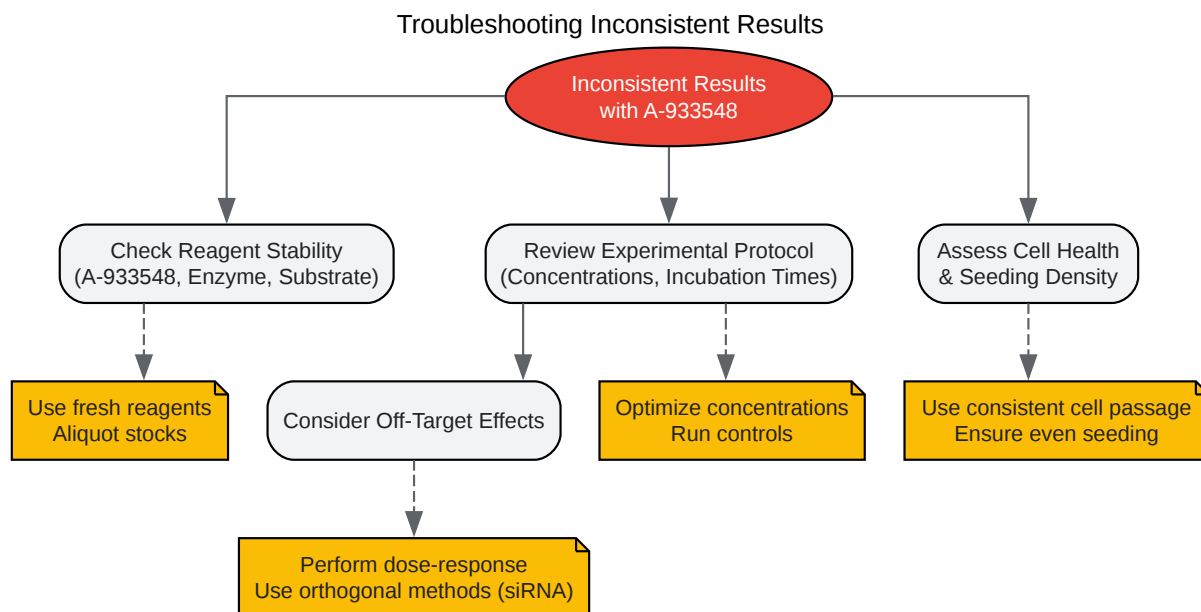 Troubleshooting Inconsistent Results
Inconsistent Results
with A-933548
Check Reagent Stability
(A-933548, Enzyme, Substrate)
Review Experimental Protocol
(Concentrations, Incubation Times)
Assess Cell Health
& Seeding Density
Use fresh reagents
Aliquot stocks
Consider Off-Target Effects
Optimize concentrations
Run controls
Use consistent cell passage
Ensure even seeding
Perform dose-response
Use orthogonal methods (siRNA)